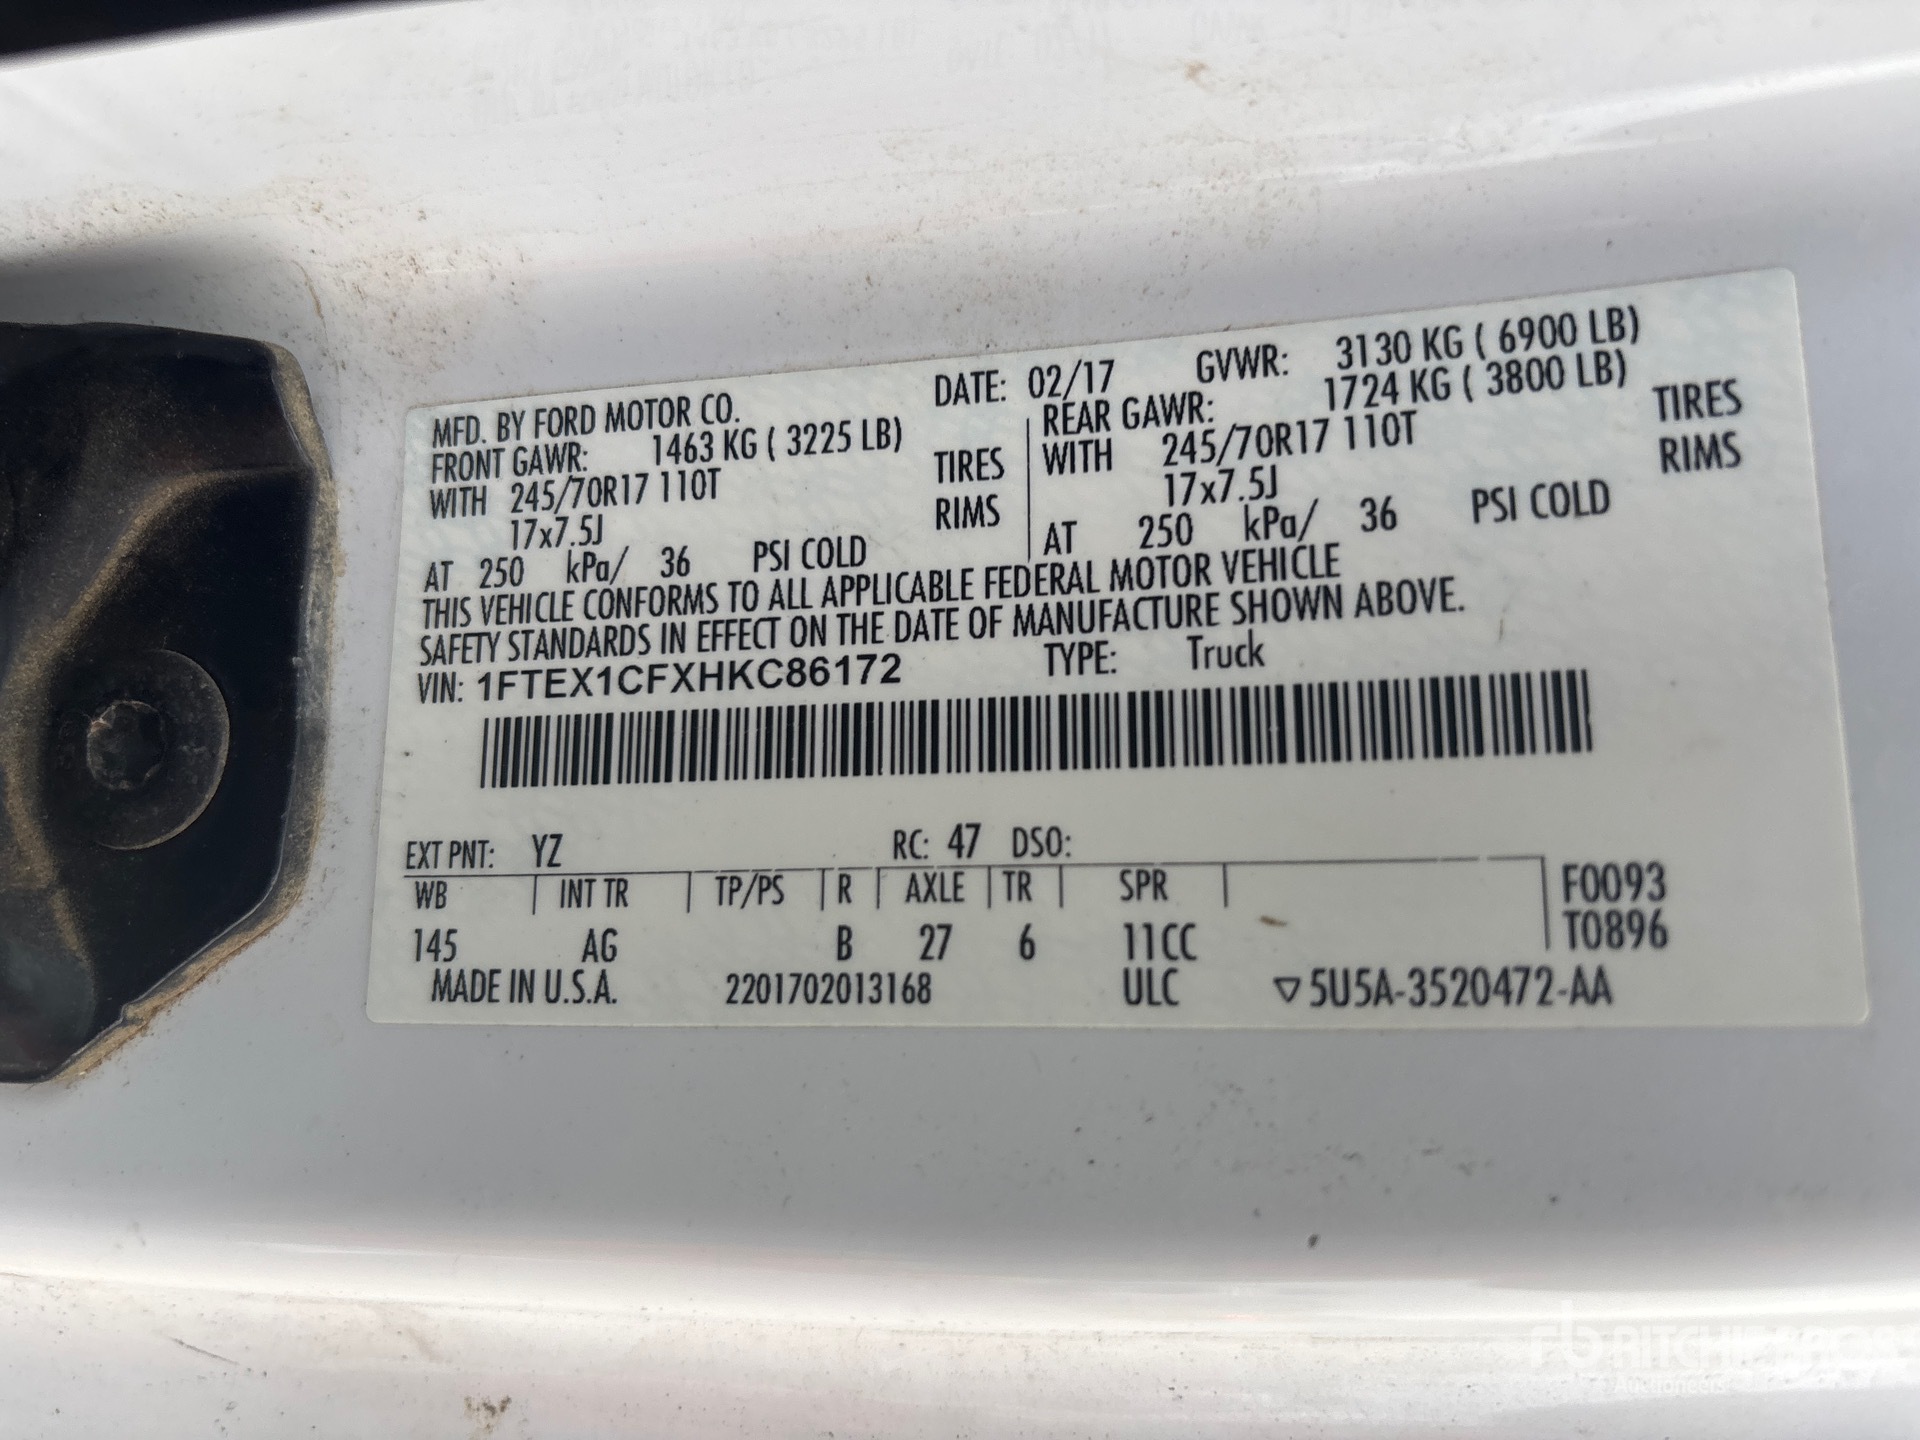 MFD. BY FORD MOTOR CO. DATE: 02/17 GVWR: 3130 KG ( 6900 LB)
FRONT GAWR: 1463 KG ( 3225 LB) REAR GAWR: 1724 KG ( 3800 LB)
WITH 245/70R17 110T TIRES WITH 245/70R17 110T TIRES
17x7.5J RIMS 17x7.5J RIMS
AT 250 kPa/ 36 PSI COLD AT 250 kPa/ 36 PSI COLD
THIS VEHICLE CONFORMS TO ALL APPLICABLE FEDERAL MOTOR VEHICLE
SAFETY STANDARDS IN EFFECT ON THE DATE OF MANUFACTURE SHOWN ABOVE.
VIN: 1FTEX1CFXHKC86172 TYPE: Truck
EXT PNT: YZ RC: 47 DSO:
WB INT TR TP/PS R AXLE TR SPR F0093
T0896
145 AG B 27 6 11CC
MADE IN U.S.A. 2201702013168 ULC ▽5U5A-3520472-AA
rb RITCHIE BROS
Auctioneers